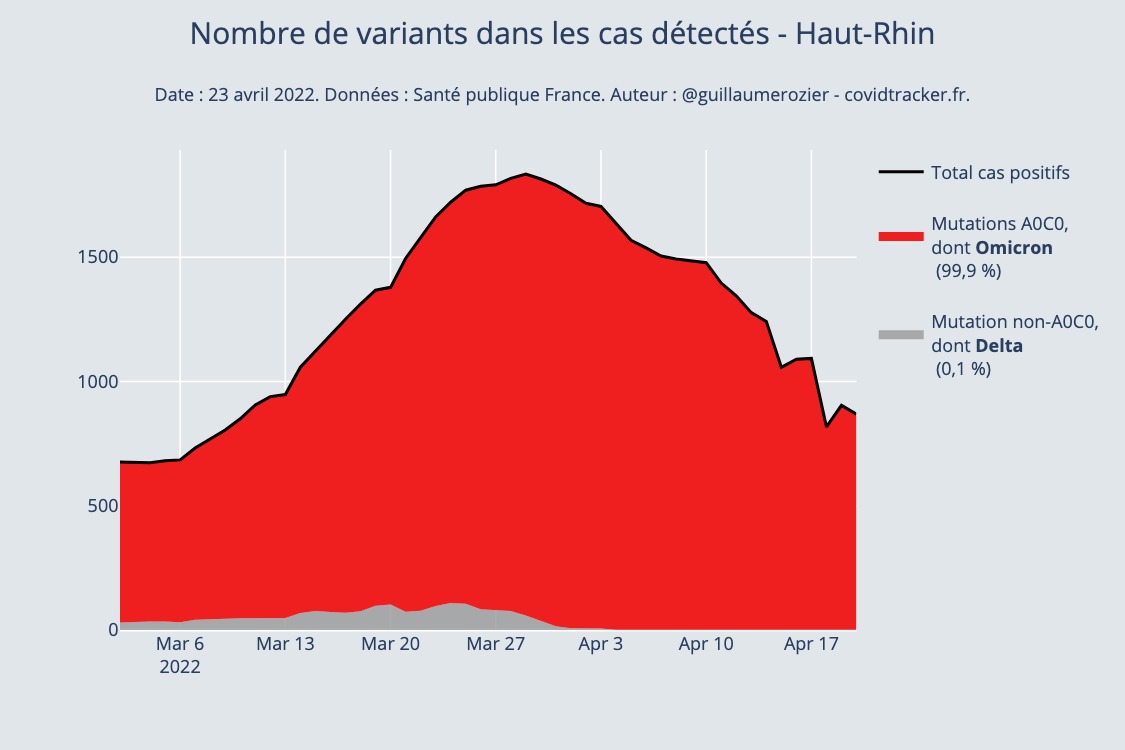 Nombre de variants dans les cas détectés - Haut-Rhin
Date : 23 avril 2022. Données : Santé publique France. Auteur : @guillaumerozier - covidtracker.fr.
Total cas positifs
Mutations A0C0,
dont Omicron
(99,9 %)
Mutation non-A0C0,
dont Delta
(0,1 %)
1500
1000
500
0
Mar 6
2022
Mar 13
Mar 20
Mar 27
Apr 3
Apr 10
Apr 17